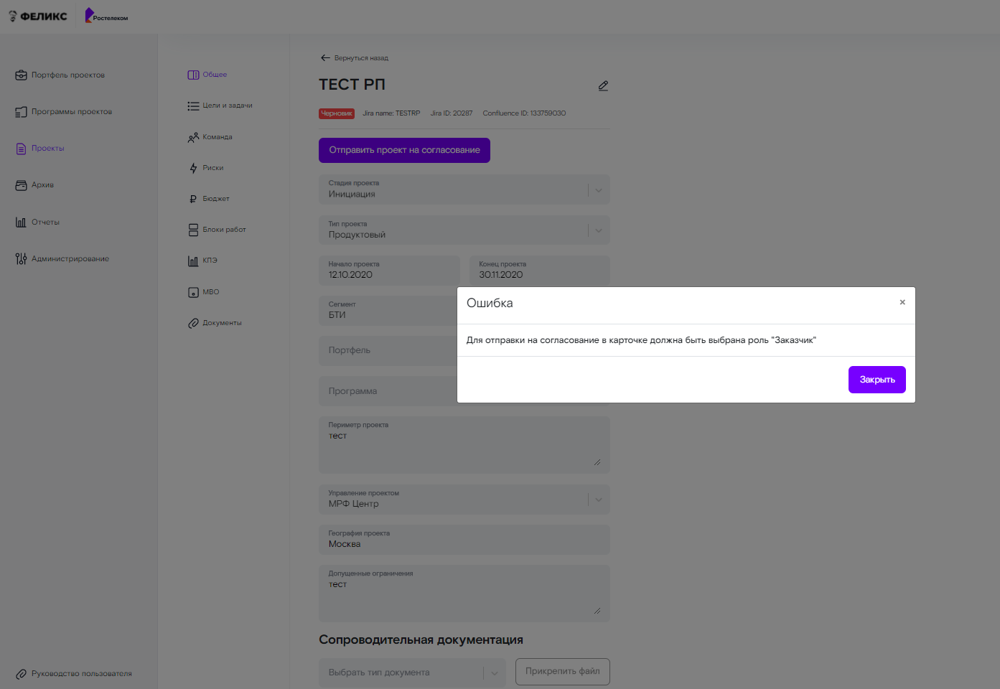 ФЕЛИКС
Ростелеком
Портфель проектов
Программы проектов
Проекты
Архив
Отчеты
Администрирование
Руководство пользователя
Общее
Цели и задачи
Команда
Риски
Бюджет
Блоки работ
КПЭ
МВО
Документы
Вернуться назад
ТЕСТ РП
Черновик Jira name: TESTRP Jira ID: 20287 Confluence ID: 133759030
Отправить проект на согласование
Стадия проекта
Инициация
Тип проекта
Продуктовый
Начало проекта
12.10.2020
Конец проекта
30.11.2020
Сегмент
БТИ
Портфель
Программа
Периметр проекта
тест
Управление проектом
МРФ Центр
География проекта
Москва
Допущенные ограничения
тест
Сопроводительная документация
Выбрать тип документа
Прикрепить файл
Ошибка ×
Для отправки на согласование в карточке должна быть выбрана роль "Заказчик"
Закрыть